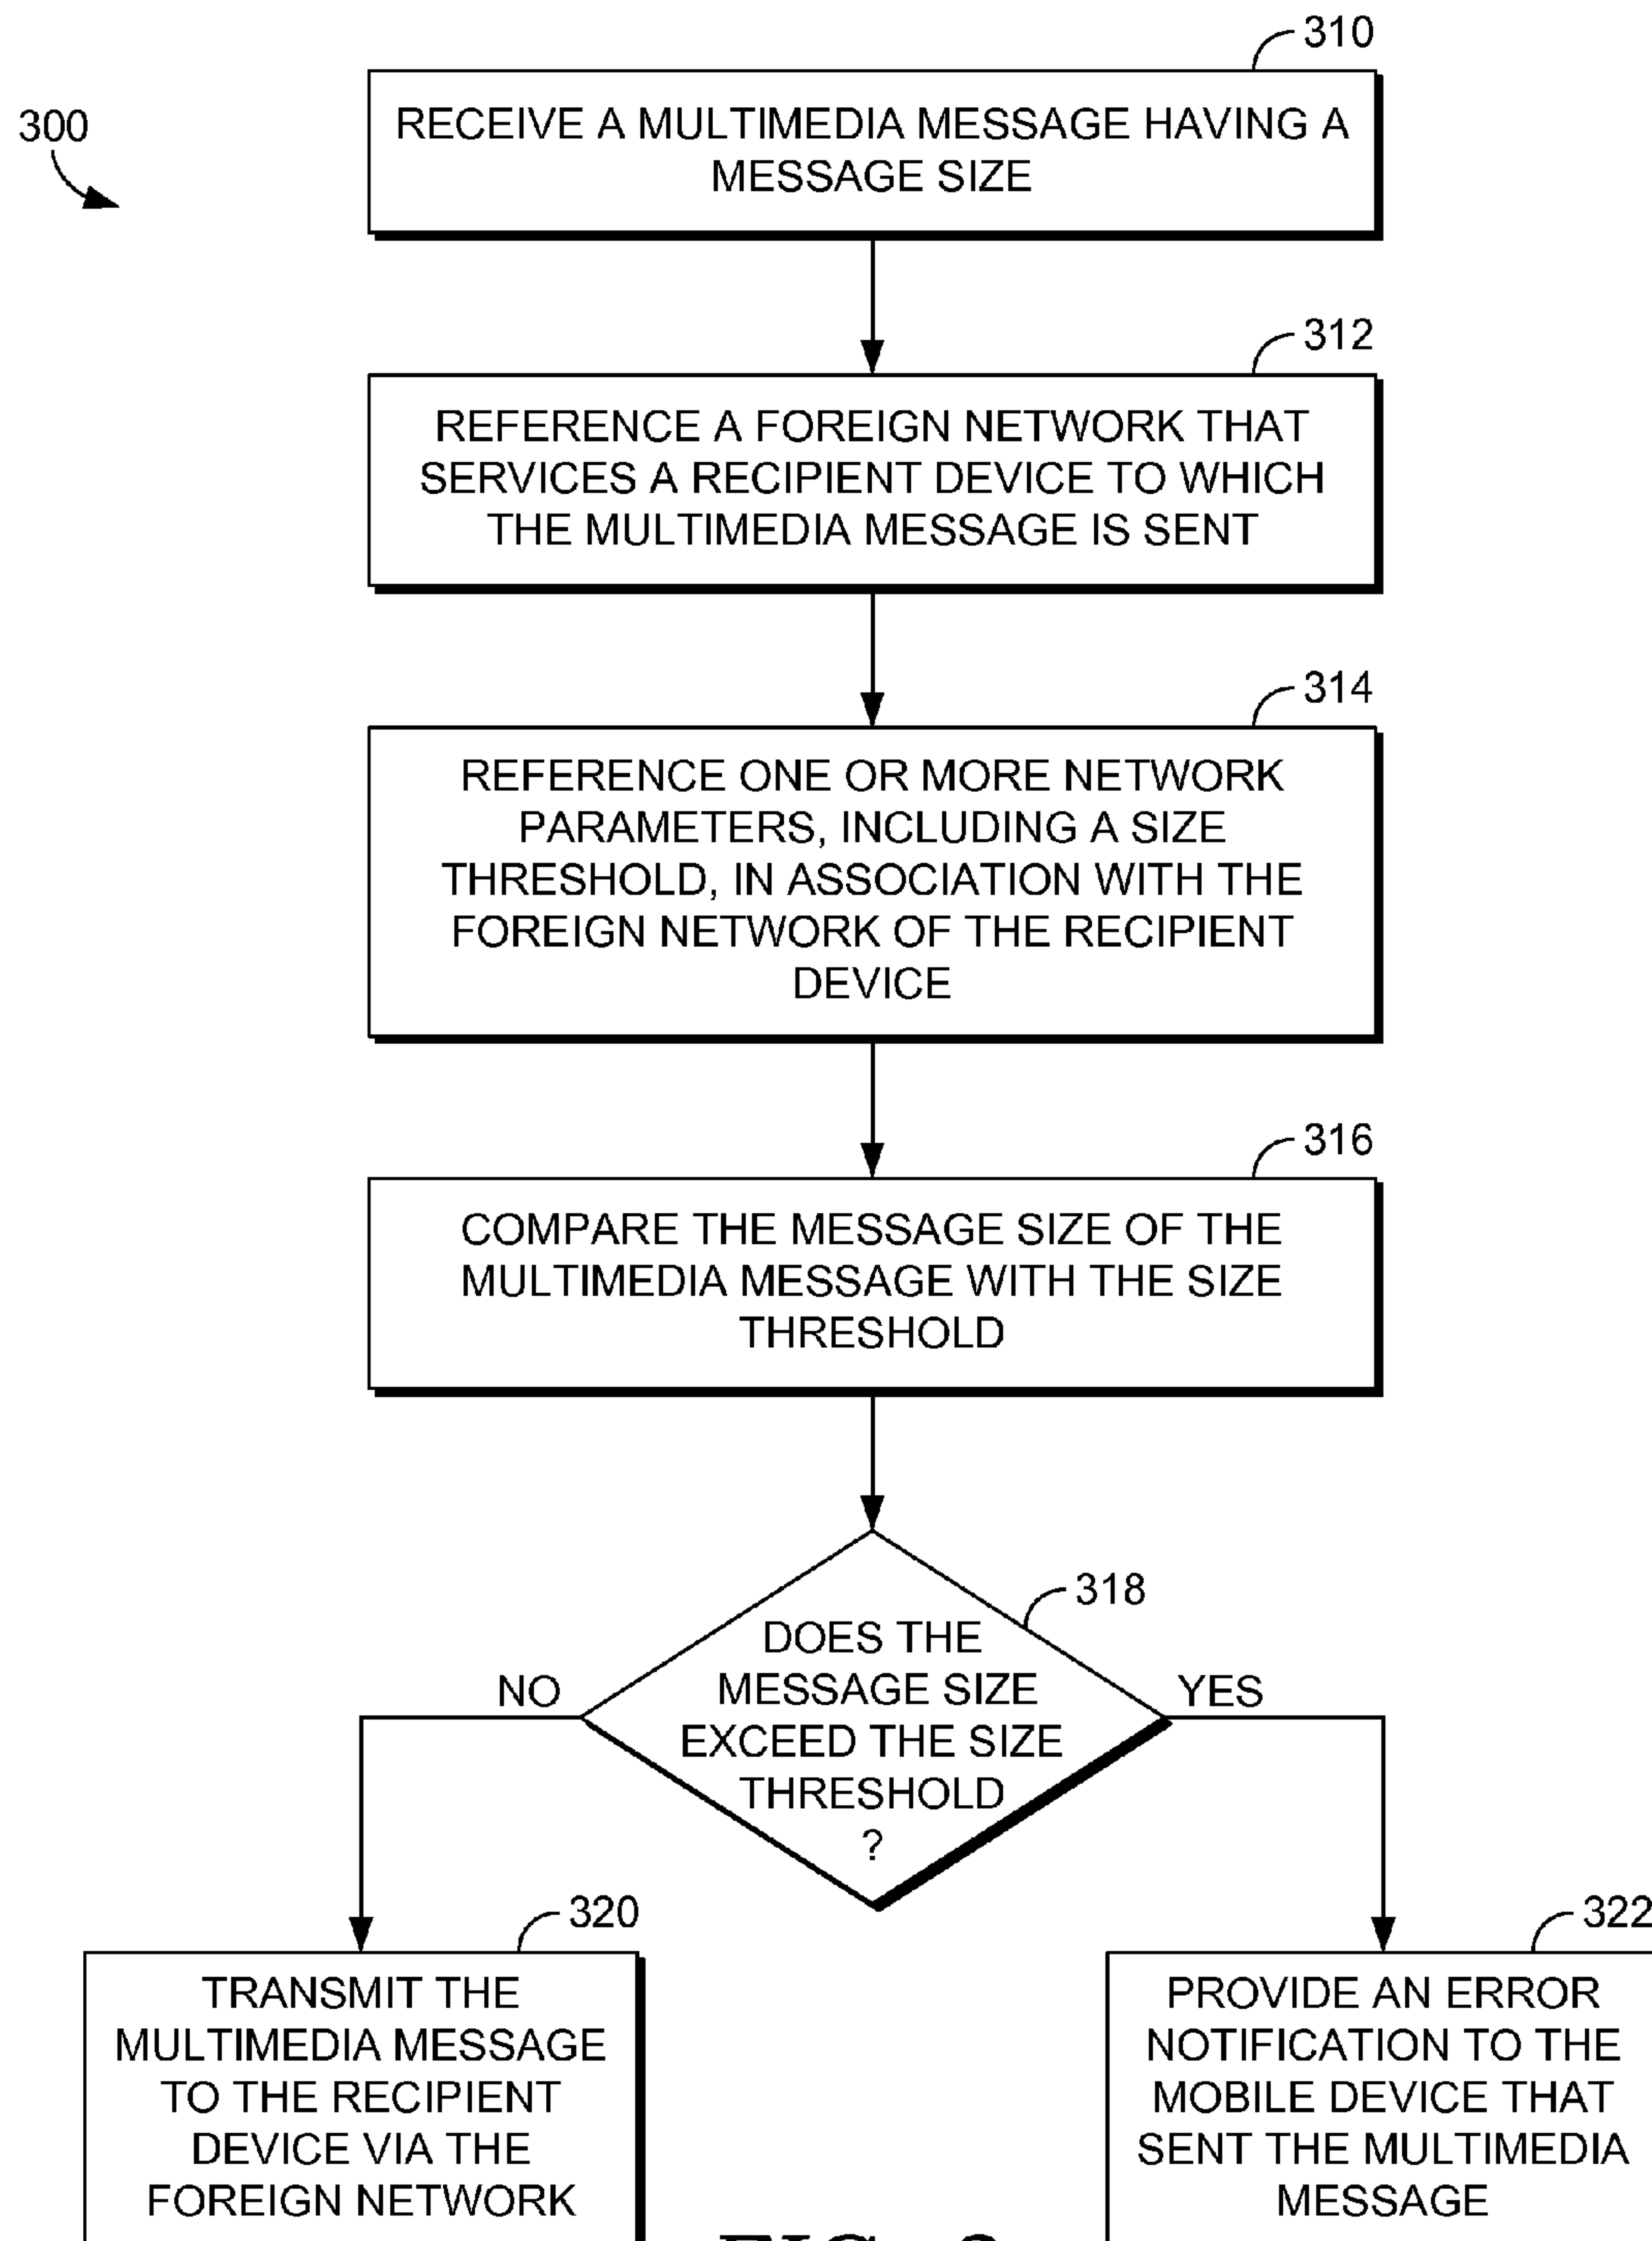 310
300
RECEIVE A MULTIMEDIA MESSAGE HAVING A
MESSAGE SIZE
312
REFERENCE A FOREIGN NETWORK THAT
SERVICES A RECIPIENT DEVICE TO WHICH
THE MULTIMEDIA MESSAGE IS SENT
314
REFERENCE ONE OR MORE NETWORK
PARAMETERS, INCLUDING A SIZE
THRESHOLD, IN ASSOCIATION WITH THE
FOREIGN NETWORK OF THE RECIPIENT
DEVICE
316
COMPARE THE MESSAGE SIZE OF THE
MULTIMEDIA MESSAGE WITH THE SIZE
THRESHOLD
318
DOES THE
MESSAGE SIZE
EXCEED THE SIZE
THRESHOLD
?
NO
YES
320
TRANSMIT THE
MULTIMEDIA MESSAGE
TO THE RECIPIENT
DEVICE VIA THE
FOREIGN NETWORK
322
PROVIDE AN ERROR
NOTIFICATION TO THE
MOBILE DEVICE THAT
SENT THE MULTIMEDIA
MESSAGE